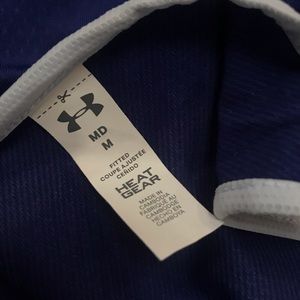 MD
M
FITTED
COUPE AJUSTÉE
CEÑIDO
HEAT
GEAR
MADE IN
CAMBODIA
FABRIQUÉ AU
CAMBODGE
HECHO EN
CAMBOYA